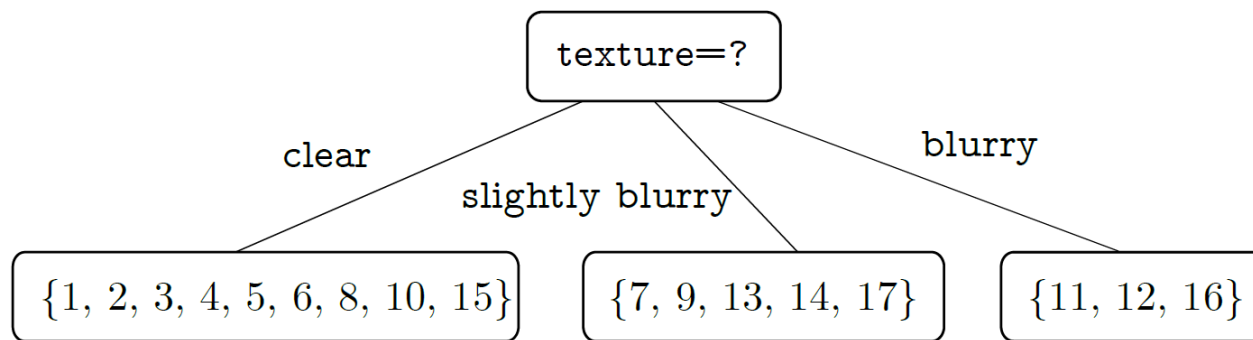 texture=?
clear
slightly blurry
blurry
{1, 2, 3, 4, 5, 6, 8, 10, 15}
{7, 9, 13, 14, 17}
{11, 12, 16}